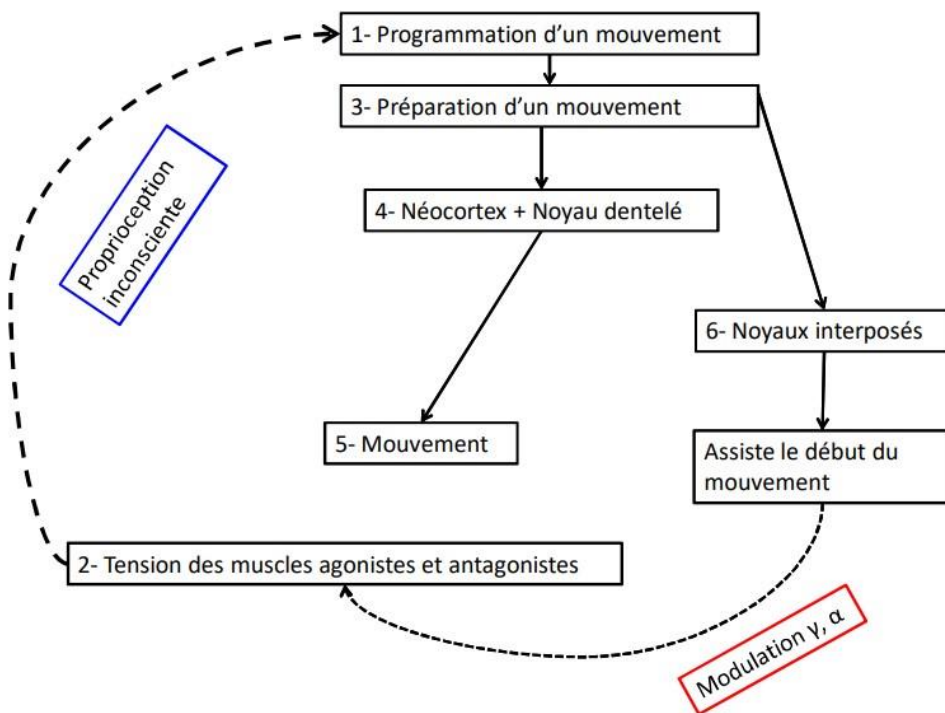 1- Programmation d’un mouvement
3- Préparation d’un mouvement
Proprioception
inconsciente
4- Néocortex + Noyau dentelé
6- Noyaux interposés
5- Mouvement
Assiste le début du
mouvement
2- Tension des muscles agonistes et antagonistes
Modulation γ, α